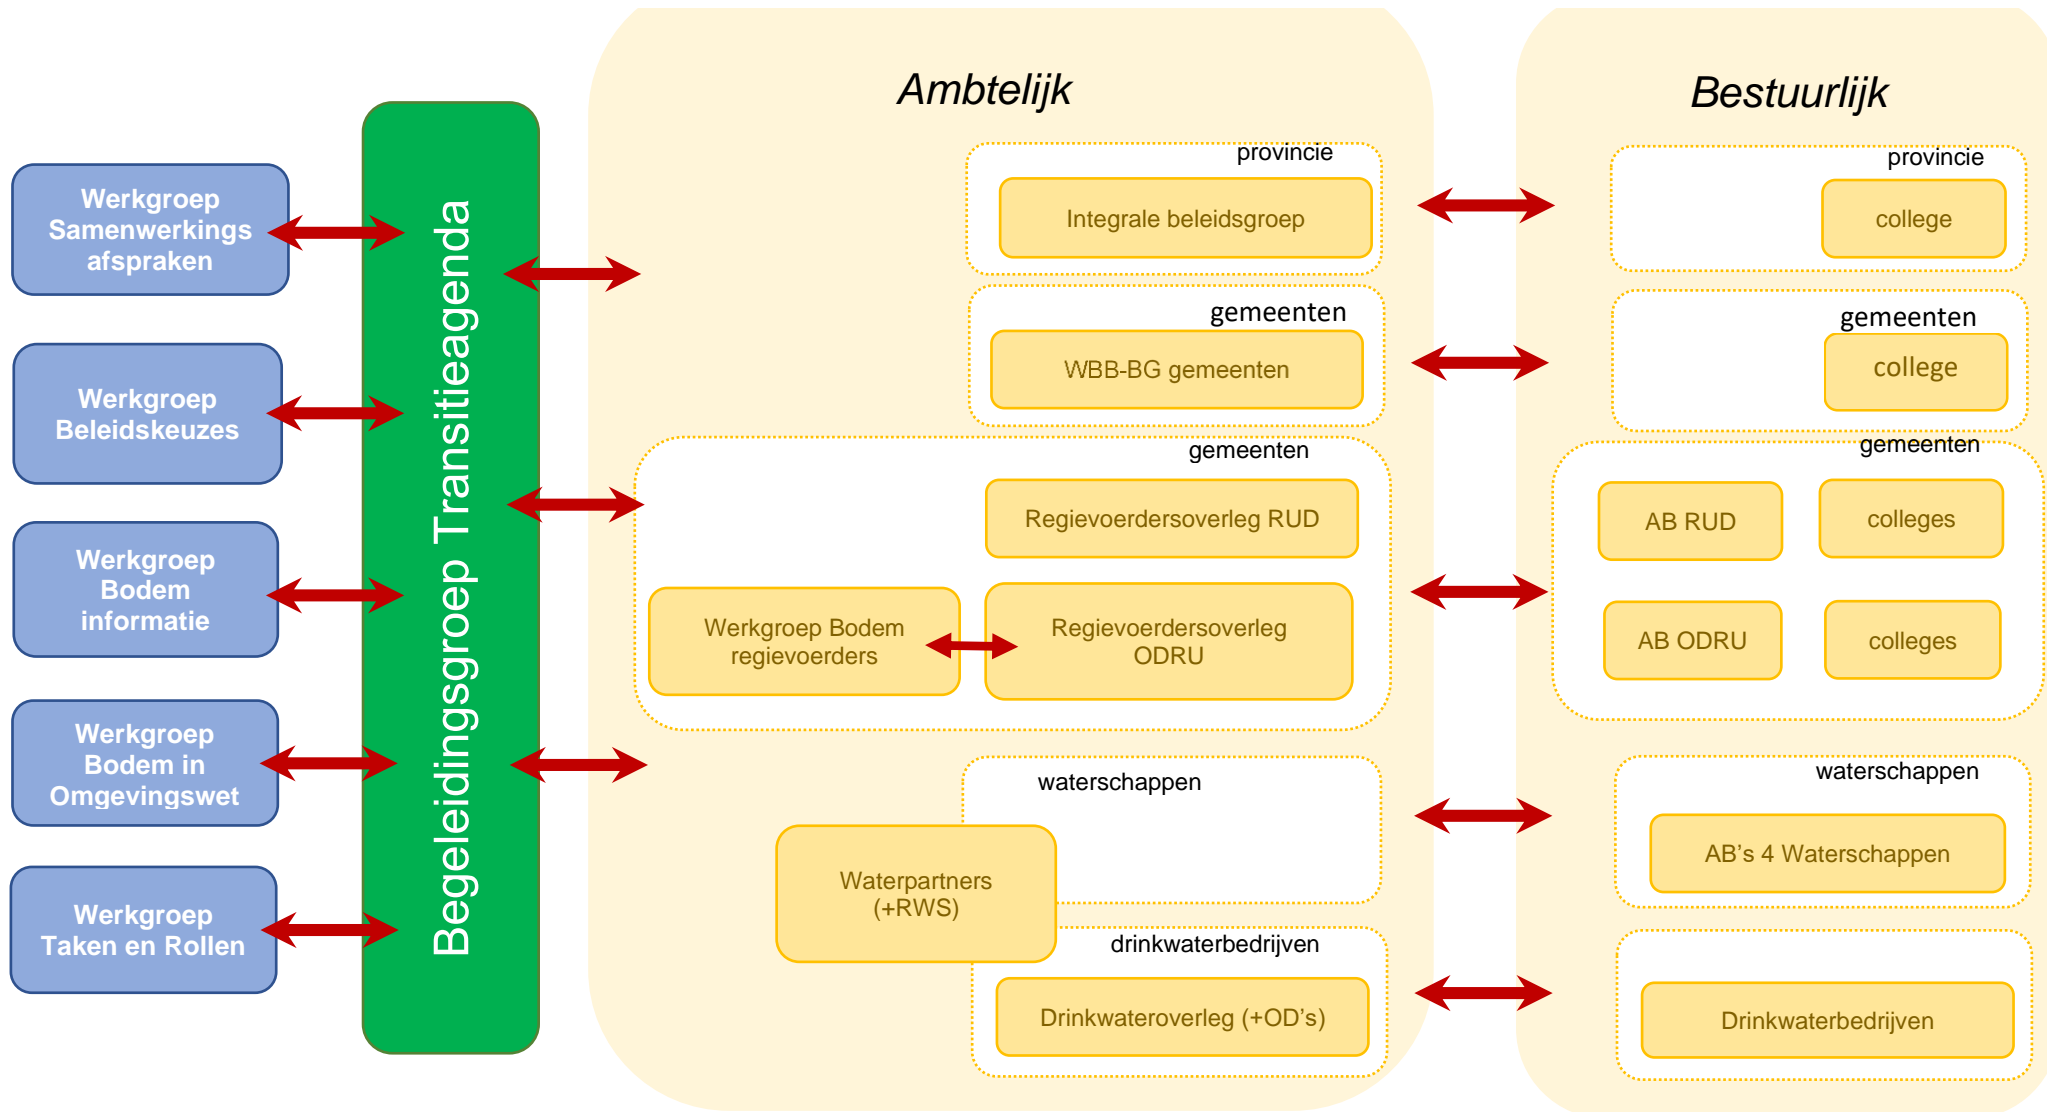 Werkgroep
Samenwerkings
afspraken
Werkgroep
Beleidskeuzes
Werkgroep
Bodem
informatie
Werkgroep
Bodem in
Omgevingswet
Werkgroep
Taken en Rollen
Begeleidingsgroep Transitieagenda
Ambtelijk
provincie
Integrale beleidsgroep
gemeenten
WBB-BG gemeenten
gemeenten
Regievoerdersoverleg RUD
Werkgroep Bodem
regievoerders
Regievoerdersoverleg
ODRU
waterschappen
Waterpartners
(+RWS)
drinkwaterbedrijven
Drinkwateroverleg (+OD’s)
Bestuurlijk
provincie
college
gemeenten
college
gemeenten
AB RUD
colleges
AB ODRU
colleges
waterschappen
AB’s 4 Waterschappen
Drinkwaterbedrijven